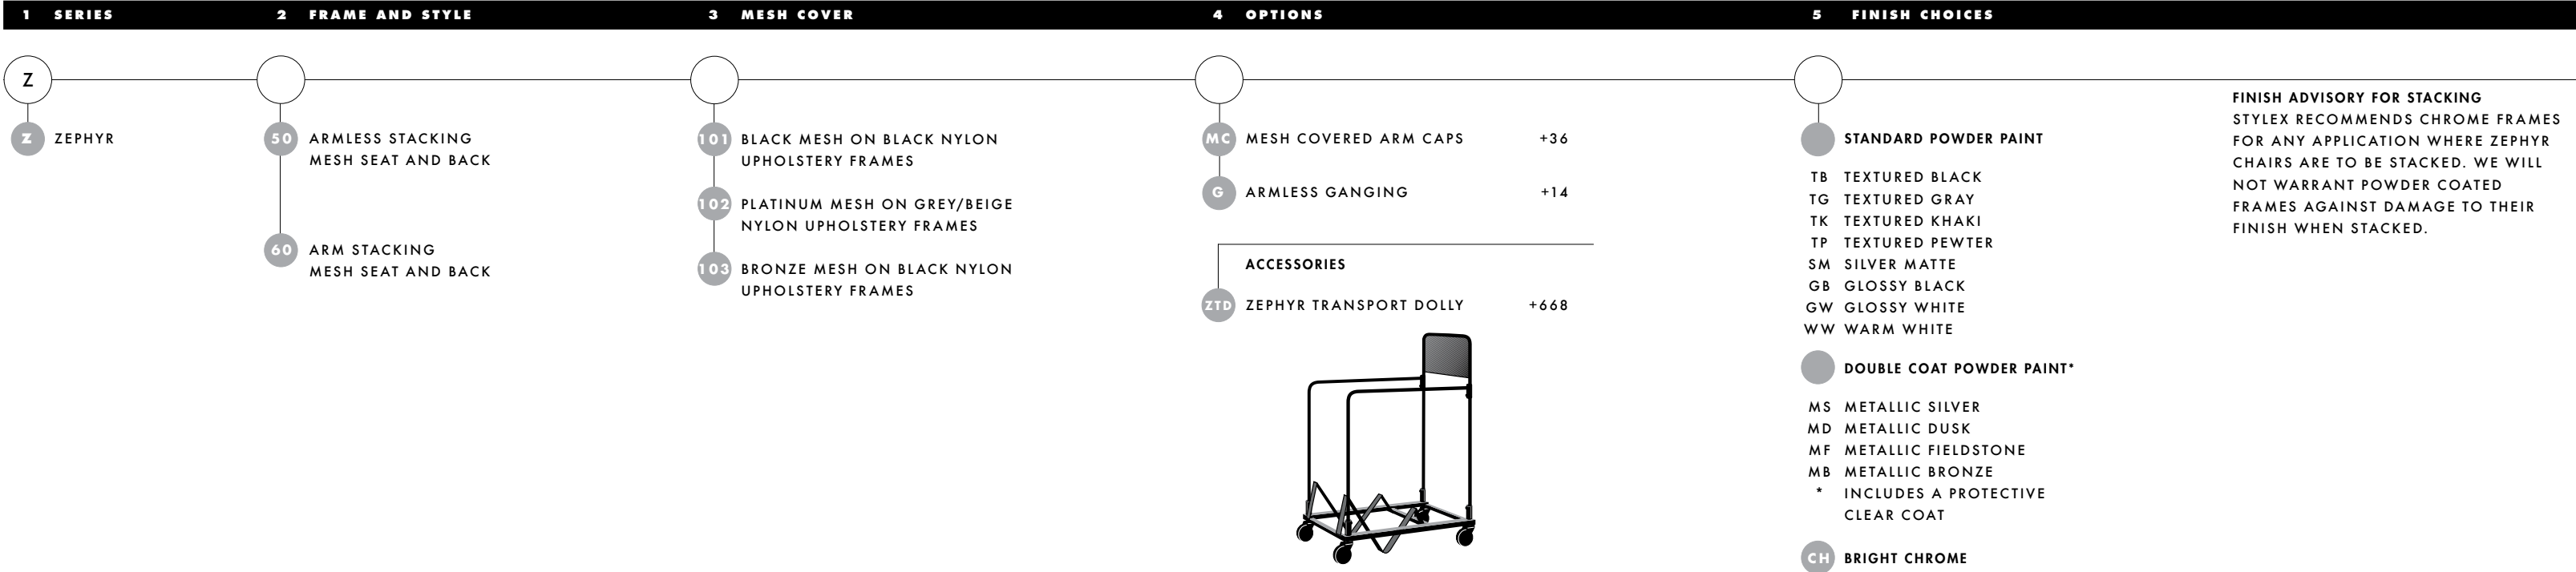 1 SERIES
2 FRAME AND STYLE
3 MESH COVER
4 OPTIONS
5 FINISH CHOICES
Z
Z ZEPHYR
50 ARMLESS STACKING
MESH SEAT AND BACK
60 ARM STACKING
MESH SEAT AND BACK
101 BLACK MESH ON BLACK NYLON
UPHOLSTERY FRAMES
102 PLATINUM MESH ON GREY/BEIGE
NYLON UPHOLSTERY FRAMES
103 BRONZE MESH ON BLACK NYLON
UPHOLSTERY FRAMES
MC MESH COVERED ARM CAPS +36
G ARMLESS GANGING +14
ACCESSORIES
ZTD ZEPHYR TRANSPORT DOLLY +668
STANDARD POWDER PAINT
TB TEXTURED BLACK
TG TEXTURED GRAY
TK TEXTURED KHAKI
TP TEXTURED PEWTER
SM SILVER MATTE
GB GLOSSY BLACK
GW GLOSSY WHITE
WW WARM WHITE
DOUBLE COAT POWDER PAINT*
MS METALLIC SILVER
MD METALLIC DUSK
MF METALLIC FIELDSTONE
MB METALLIC BRONZE
* INCLUDES A PROTECTIVE
CLEAR COAT
CH BRIGHT CHROME
FINISH ADVISORY FOR STACKING
STYLEX RECOMMENDS CHROME FRAMES
FOR ANY APPLICATION WHERE ZEPHYR
CHAIRS ARE TO BE STACKED. WE WILL
NOT WARRANT POWDER COATED
FRAMES AGAINST DAMAGE TO THEIR
FINISH WHEN STACKED.